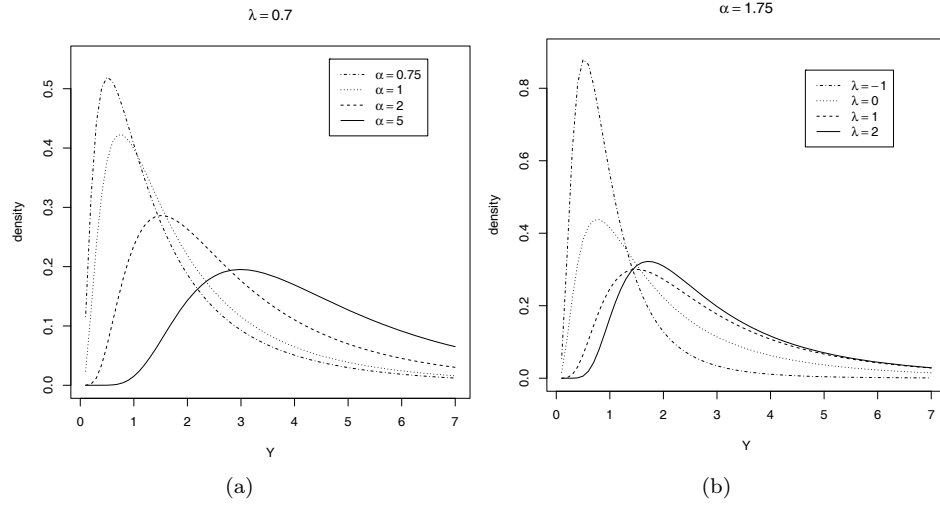 λ = 0.7
α = 0.75
α = 1
α = 2
α = 5
density
0.0
0.1
0.2
0.3
0.4
0.5
0 1 2 3 4 5 6 7
Y
(a)
α = 1.75
λ = −1
λ = 0
λ = 1
λ = 2
density
0.0
0.2
0.4
0.6
0.8
0 1 2 3 4 5 6 7
Y
(b)